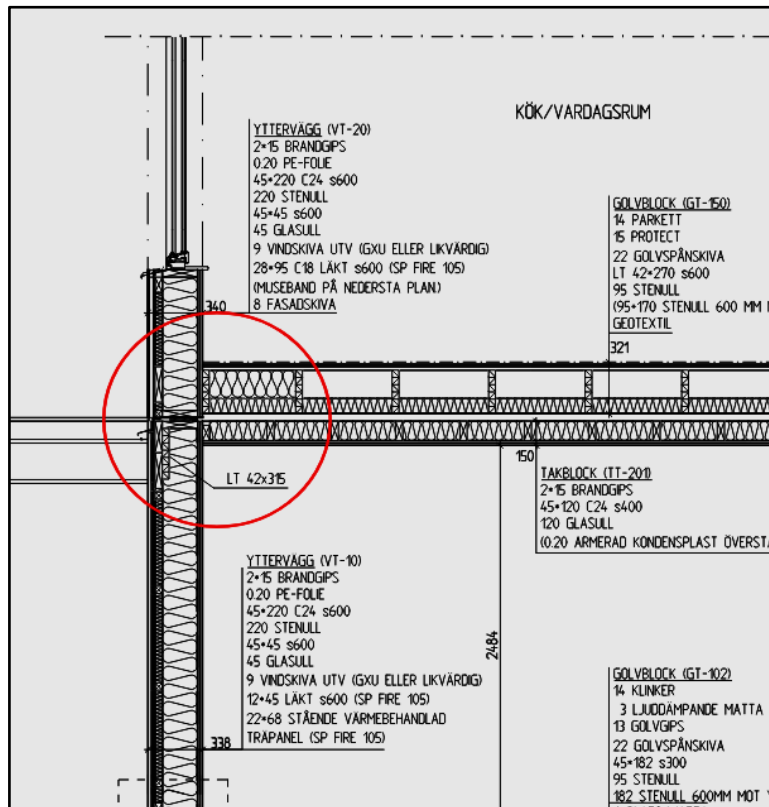 KÖK/VARDAGSRUM
YTTERVÄGG (VT-20)
2*15 BRANDGIPS
0.20 PE-FOLIE
45*220 C24 s600
220 STENULL
45*45 s600
45 GLASULL
9 VINDSKIVA UTV (GXU ELLER LIKVÄRDIG)
28*95 C18 LÄKT s600 (SP FIRE 105)
(MUSEBAND PÅ NEDERSTA PLAN)
8 FASADSKIVA
340
GOLVBLOCK (GT-150)
14 PARKETT
15 PROTECT
22 GOLVSPÅNSKIVA
LT 42*270 s600
95 STENULL
(95*170 STENULL 600 MM
GEOTEXTIL
321
LT 42x315
150
TAKBLOCK (TT-201)
2*15 BRANDGIPS
45*120 C24 s400
120 GLASULL
(0.20 ARMERAD KONDENSPLAST
YTTERVÄGG (VT-10)
2*15 BRANDGIPS
0.20 PE-FOLIE
45*220 C24 s600
220 STENULL
45*45 s600
45 GLASULL
9 VINDSKIVA UTV (GXU ELLER LIKVÄRDIG)
12*45 LÄKT s600 (SP FIRE 105)
22*68 STÅENDE VÄRMEBEHANDLAD
TRÄPANEL (SP FIRE 105)
338
2484
GOLVBLOCK (GT-102)
14 KLINKER
3 LJUDDÄMPANDE MATTA
13 GOLVGIPS
22 GOLVSPÅNSKIVA
45*182 s300
95 STENULL
182 STENULL 600MM MOT